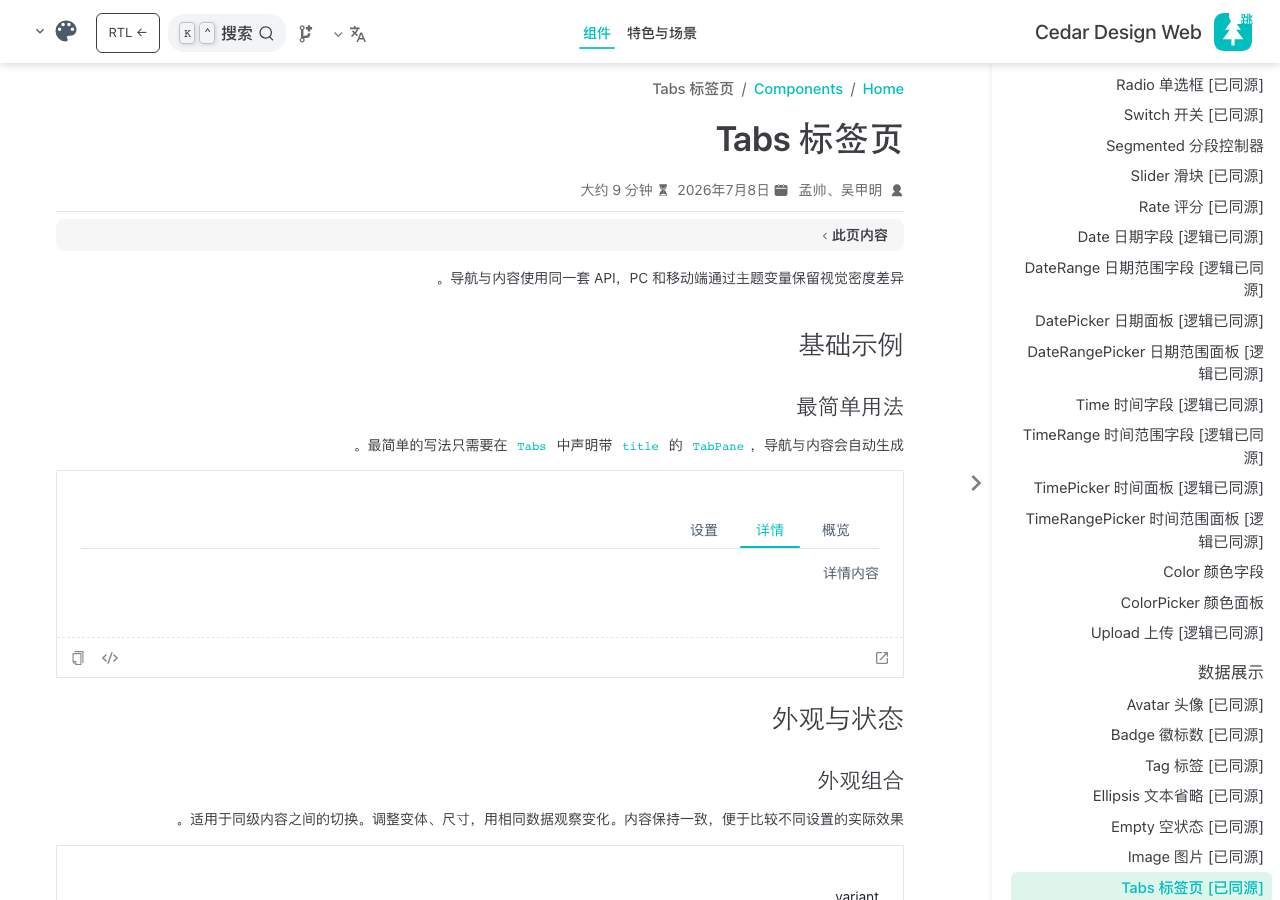 跳
Cedar Design Web
组件
特色与场景
搜索
K
^
RTL ←
Radio 单选框 [已同源]
Switch 开关 [已同源]
Segmented 分段控制器
Slider 滑块 [已同源]
Rate 评分 [已同源]
Date 日期字段 [逻辑已同源]
DateRange 日期范围字段 [逻辑已同
源]
DatePicker 日期面板 [逻辑已同源]
DateRangePicker 日期范围面板 [逻
辑已同源]
Time 时间字段 [逻辑已同源]
TimeRange 时间范围字段 [逻辑已同
源]
TimePicker 时间面板 [逻辑已同源]
TimeRangePicker 时间范围面板 [逻
辑已同源]
Color 颜色字段
ColorPicker 颜色面板
Upload 上传 [逻辑已同源]
数据展示
Avatar 头像 [已同源]
Badge 徽标数 [已同源]
Tag 标签 [已同源]
Ellipsis 文本省略 [已同源]
Empty 空状态 [已同源]
Image 图片 [已同源]
Tabs 标签页 [已同源]
Home / Components / Tabs 标签页
Tabs 标签页
孟帅、吴甲明 2026年7月8日 大约 9 分钟
此页内容
导航与内容使用同一套 API，PC 和移动端通过主题变量保留视觉密度差异。
基础示例
最简单用法
最简单的写法只需要在 Tabs 中声明带 title 的 TabPane，导航与内容会自动生成。
概览
详情
设置
详情内容
外观与状态
外观组合
适用于同级内容之间的切换。调整变体、尺寸，用相同数据观察变化。内容保持一致，便于比较不同设置的实际效果。
variant